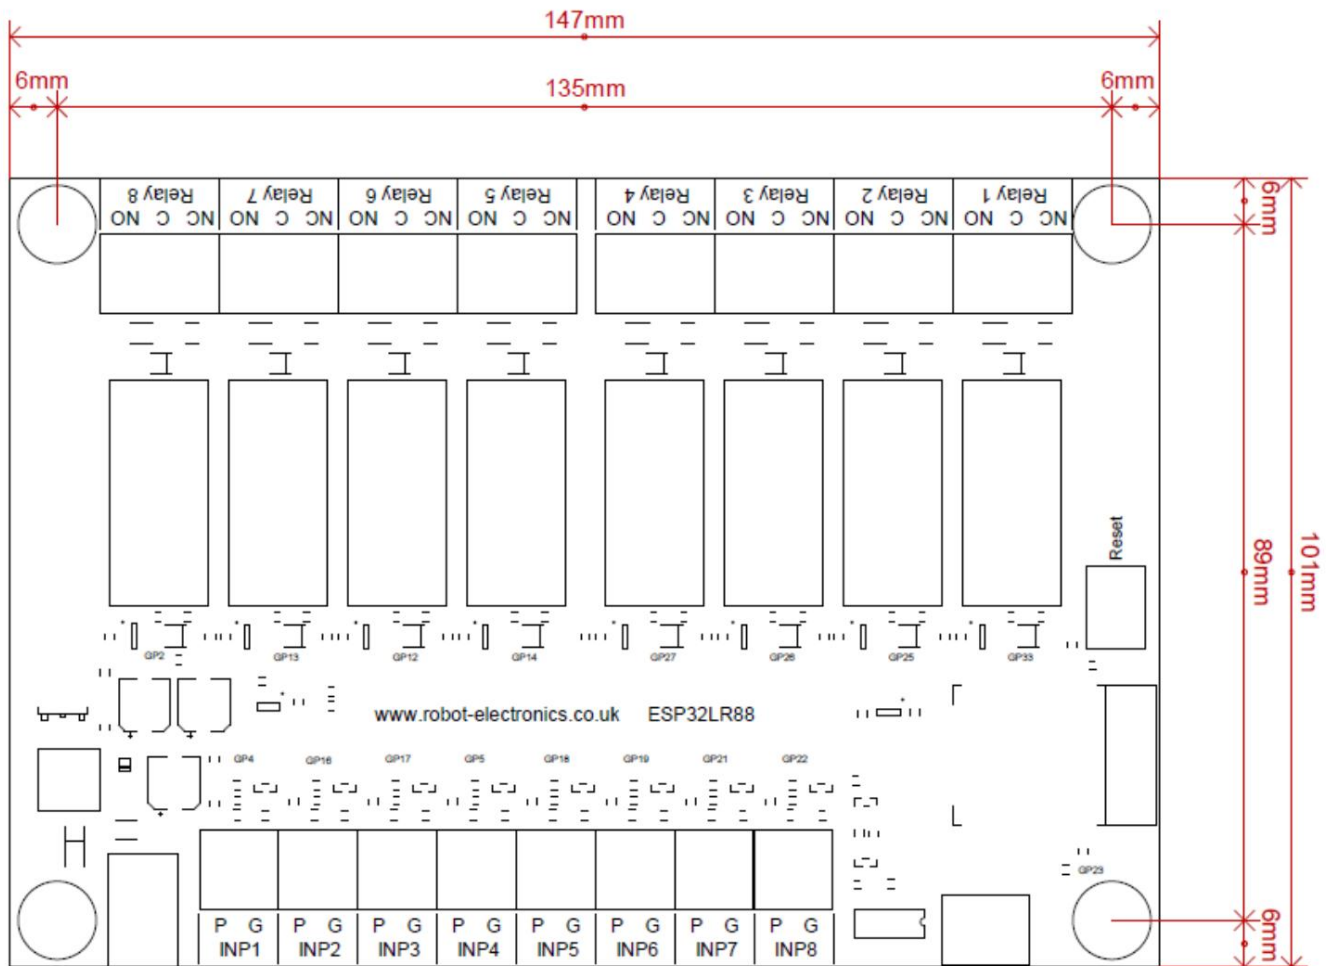 147mm
6mm 135mm 6mm
Relay 8 Relay 7 Relay 6 Relay 5 Relay 4 Relay 3 Relay 2 Relay 1
NO C NC NO C NC NO C NC NO C NC NO C NC NO C NC NO C NC NO C NC
6mm
Reset
89mm
101mm
GP2 GP13 GP12 GP14 GP27 GP26 GP25 GP33
www.robot-electronics.co.uk ESP32LR88
GP4 GP16 GP17 GP5 GP18 GP19 GP21 GP22
GP23
P G P G P G P G P G P G P G P G
INP1 INP2 INP3 INP4 INP5 INP6 INP7 INP8
6mm